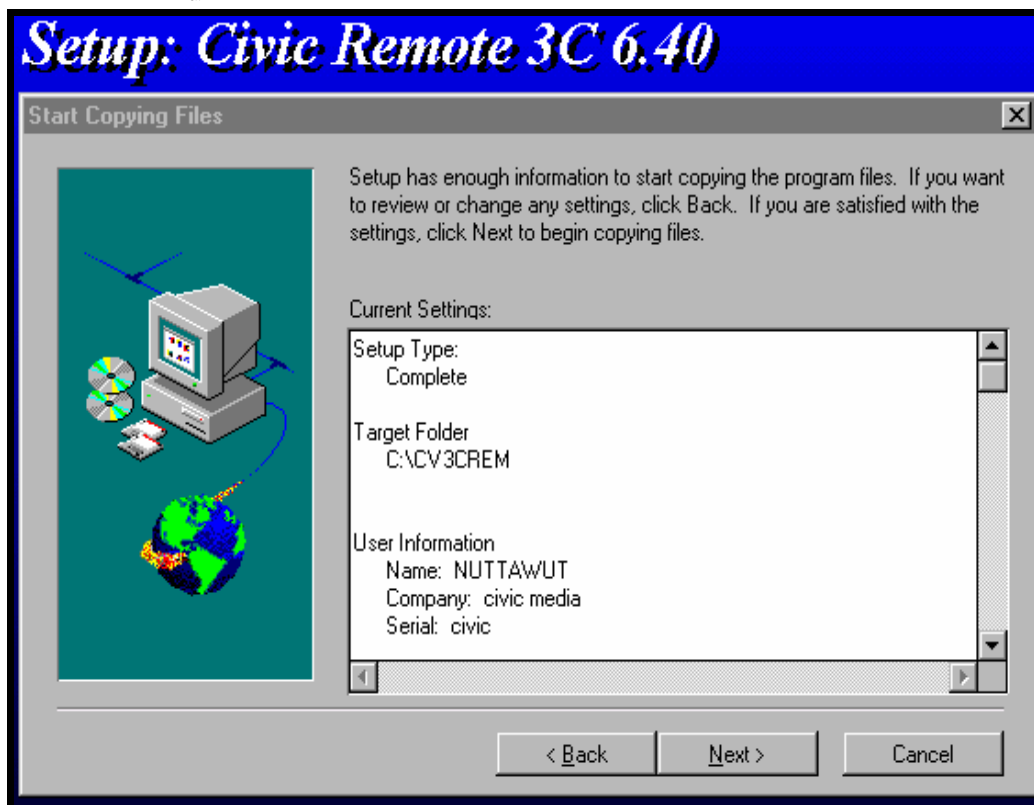 Setup: Civic Remote 3C 6.40
Start Copying Files
Setup has enough information to start copying the program files. If you want
to review or change any settings, click Back. If you are satisfied with the
settings, click Next to begin copying files.
Current Settings:
Setup Type:
Complete
Target Folder
C:\CV3CREM
User Information
Name: NUTTAWUT
Company: civic media
Serial: civic
< Back
Next >
Cancel